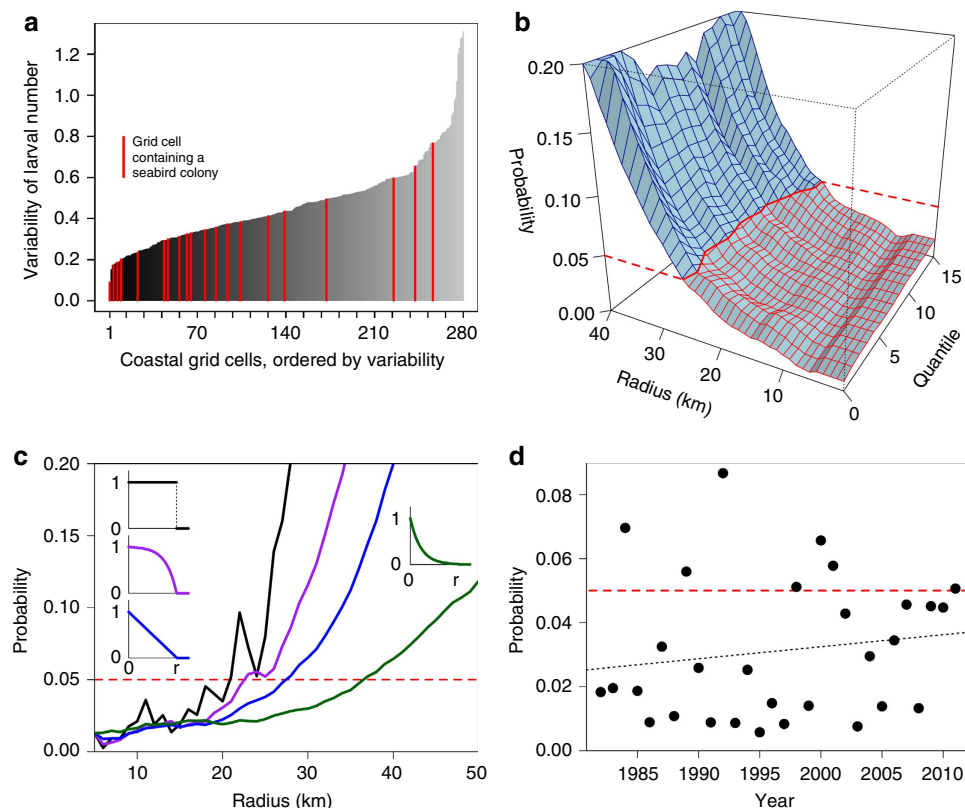 a
Variability of larval number
1.2
1.0
0.8
0.6
0.4
0.2
0.0
Grid cell
containing a
seabird colony
1 70 140 210 280
Coastal grid cells, ordered by variability
b
Probability
0.20
0.15
0.10
0.05
0.00
40 30 20 10 0
Radius (km)
5 10 15
Quantile
c
Probability
0.20
0.15
0.10
0.05
0.00
1
0
1
0
1
0
0 r
1
0
0 r
10 20 30 40 50
Radius (km)
d
Probability
0.08
0.06
0.04
0.02
0.00
1985 1990 1995 2000 2005 2010
Year